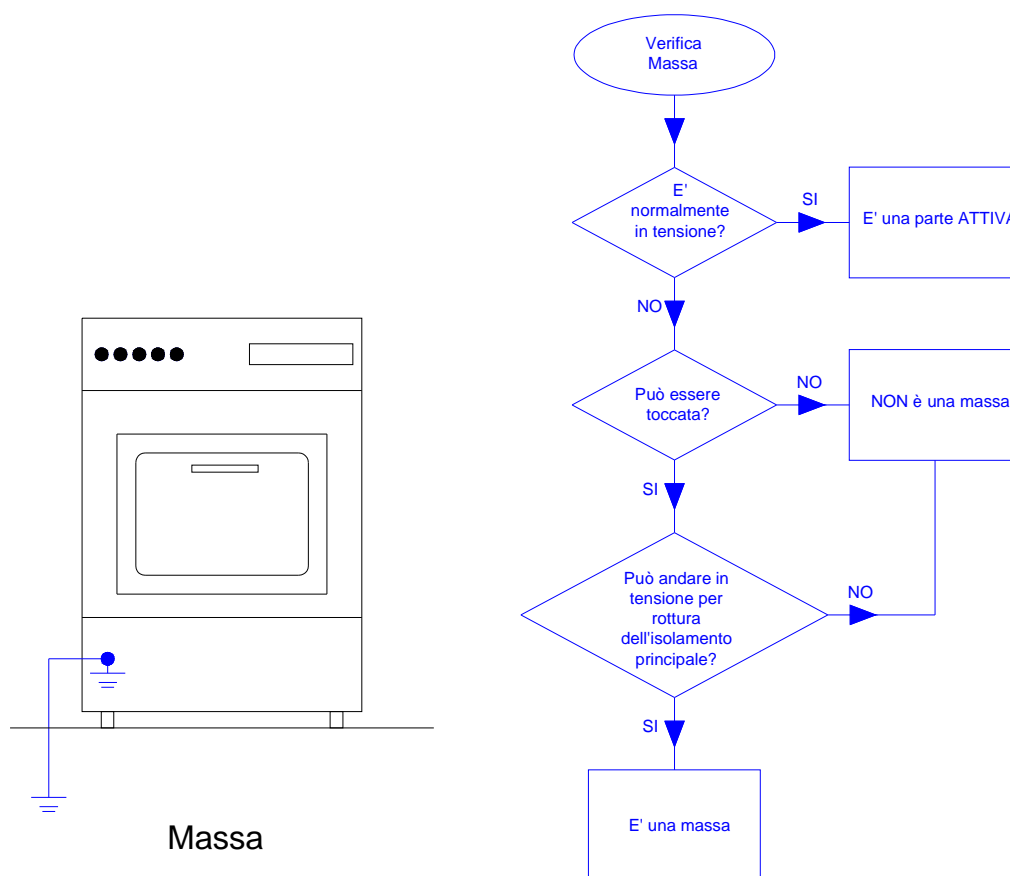 Verifica
Massa
E'
normalmente
in tensione?
SI
E' una parte ATTIVA
NO
Può essere
toccata?
NO
NON è una massa
SI
Può andare in
tensione per
rottura
dell'isolamento
principale?
NO
SI
E' una massa
Massa